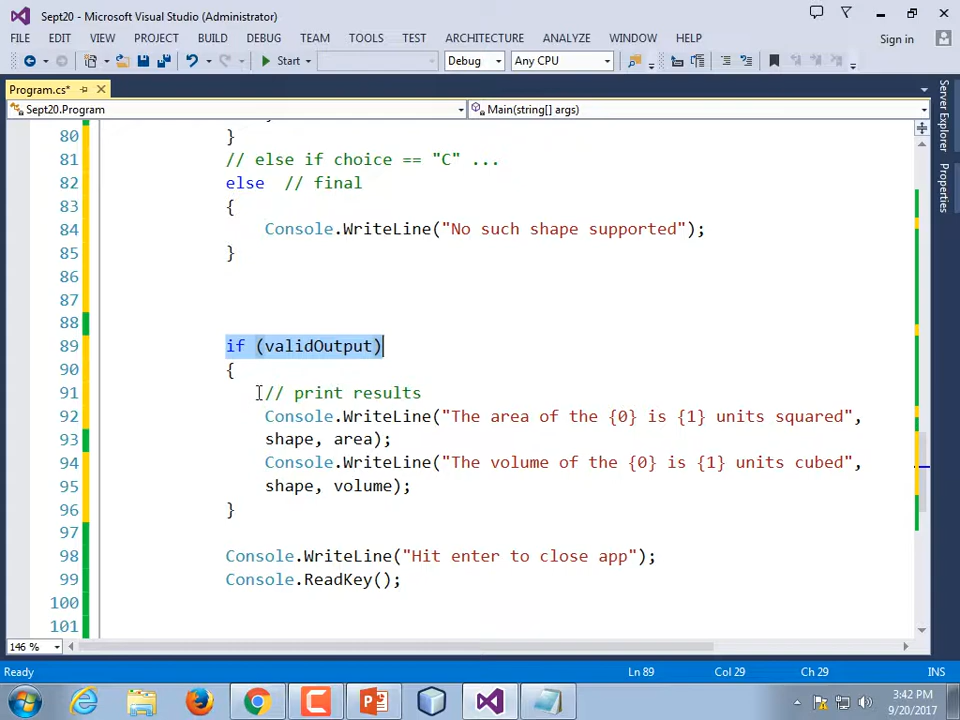 Sept20 - Microsoft Visual Studio (Administrator)
FILE EDIT VIEW PROJECT BUILD DEBUG TEAM TOOLS TEST ARCHITECTURE ANALYZE WINDOW HELP Sign in
Start Debug Any CPU
Program.cs*
Sept20.Program Main(string[] args)
80 }
81 // else if choice == "C" ...
82 else // final
83 {
84 Console.WriteLine("No such shape supported");
85 }
86
87
88
89 if (validOutput)
90 {
91 // print results
92 Console.WriteLine("The area of the {0} is {1} units squared",
93 shape, area);
94 Console.WriteLine("The volume of the {0} is {1} units cubed",
95 shape, volume);
96 }
97
98 Console.WriteLine("Hit enter to close app");
99 Console.ReadKey();
100
101
Server Explorer
Properties
146 %
Ready Ln 89 Col 29 Ch 29 INS
3:42 PM
9/20/2017